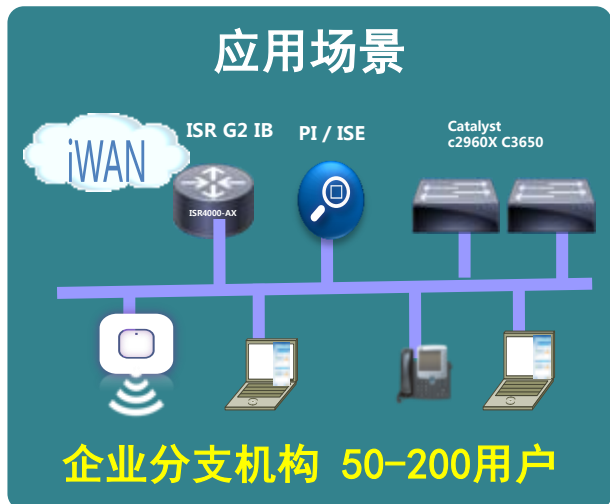 应用场景
iWAN
ISR G2 IB
PI / ISE
Catalyst
c2960X C3650
ISR4000-AX
企业分支机构 50-200用户